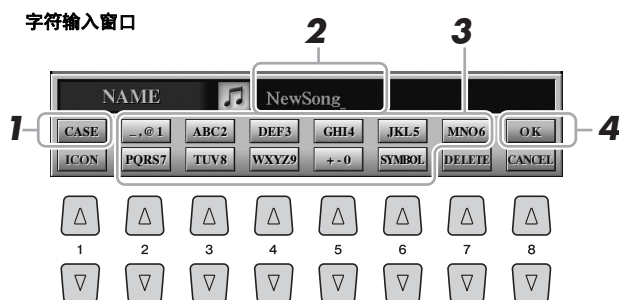 字符输入窗口
2 3
NAME NewSong_
1 CASE _,@1 ABC2 DEF3 GHI4 JKL5 MNO6 OK 4
ICON PQRS7 TUV8 WXYZ9 +-0 SYMBOL DELETE CANCEL
1 2 3 4 5 6 7 8